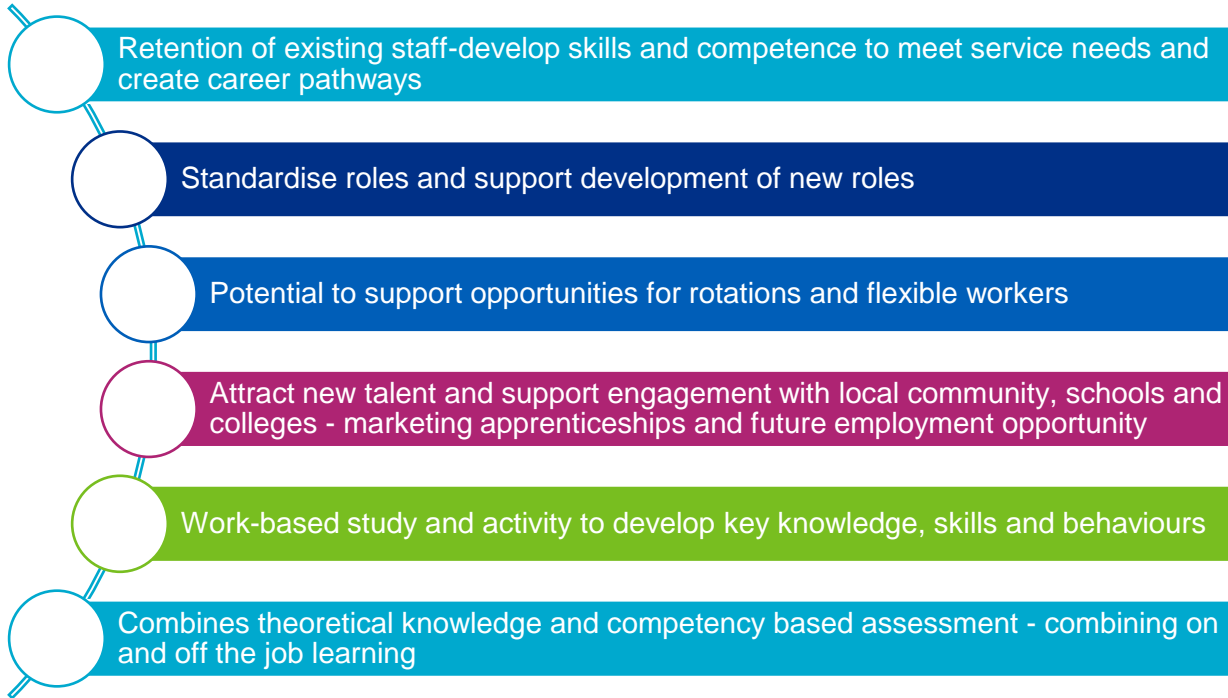 Retention of existing staff-develop skills and competence to meet service needs and
create career pathways
Standardise roles and support development of new roles
Potential to support opportunities for rotations and flexible workers
Attract new talent and support engagement with local community, schools and
colleges - marketing apprenticeships and future employment opportunity
Work-based study and activity to develop key knowledge, skills and behaviours
Combines theoretical knowledge and competency based assessment - combining on
and off the job learning